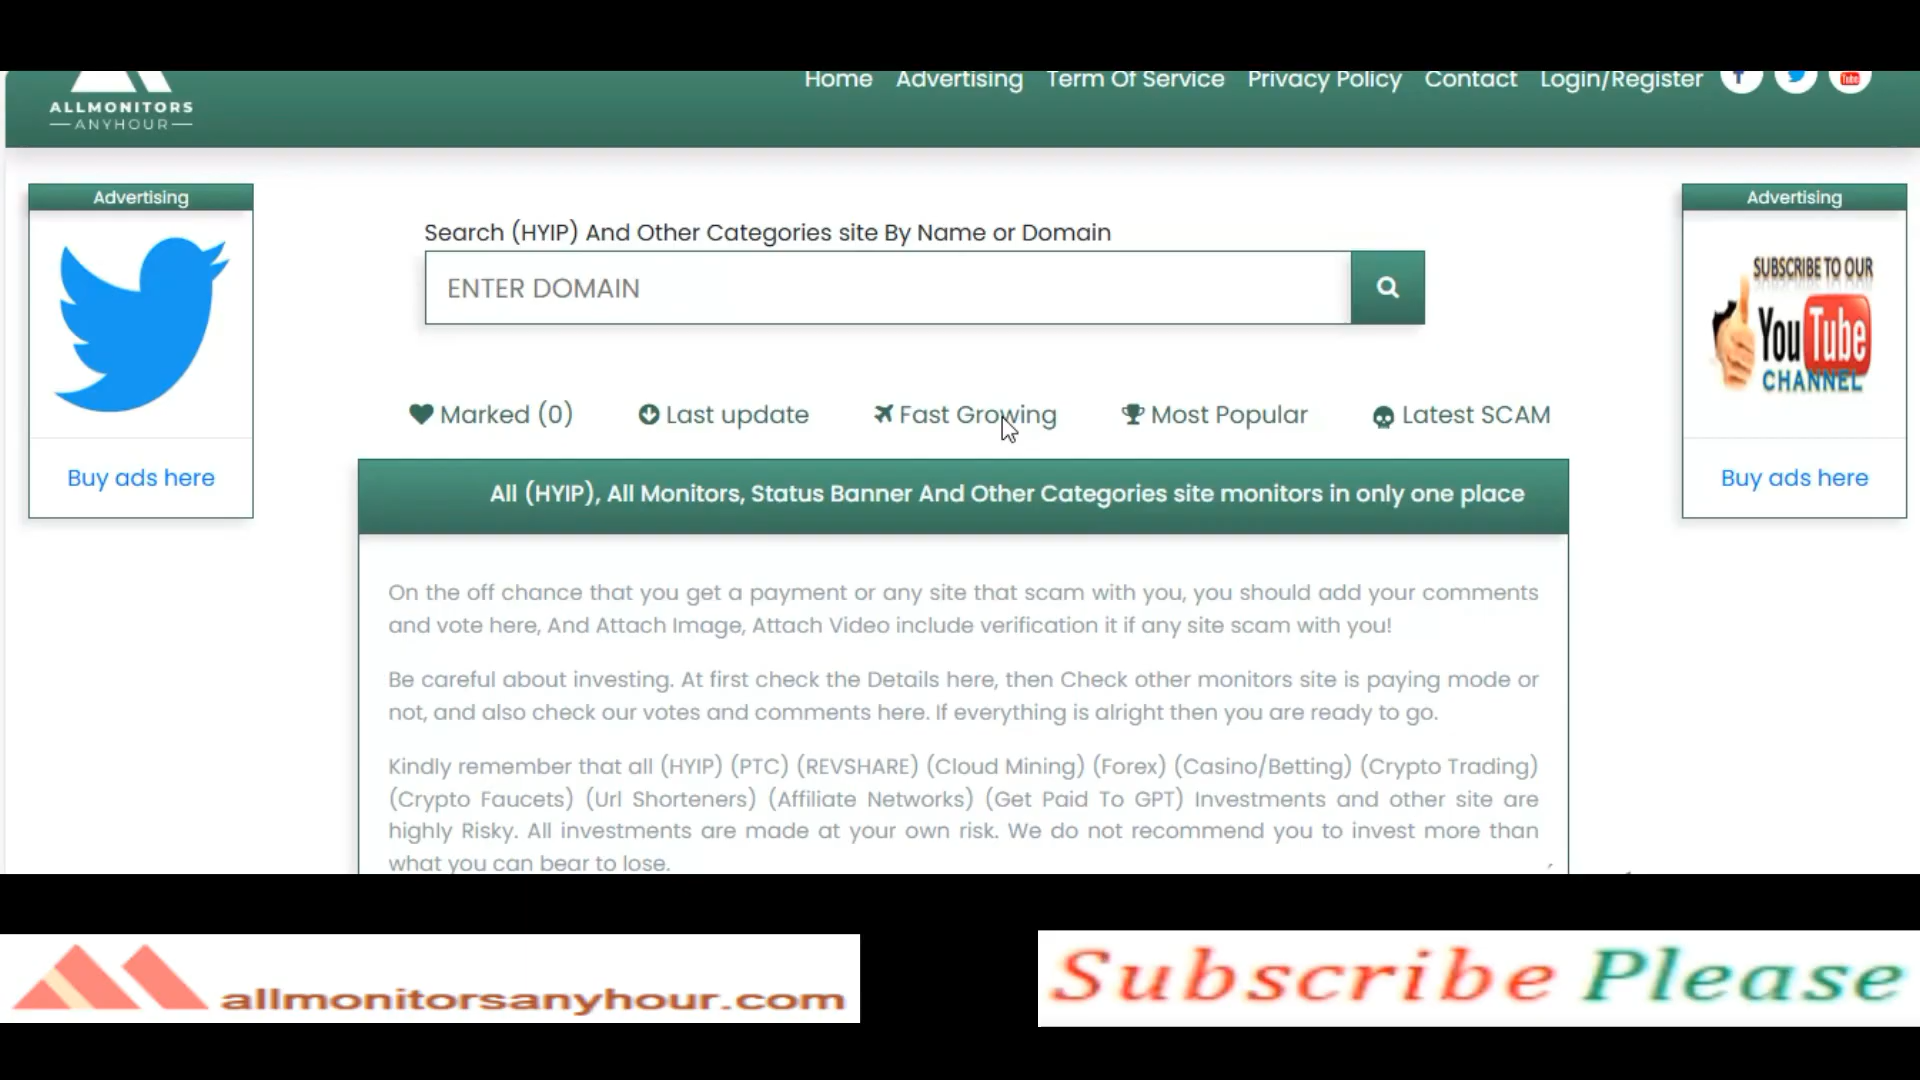 Home Advertising Term Of Service Privacy Policy Contact Login/Register
ALLMONITORS
ANYHOUR
Advertising
Buy ads here
Search (HYIP) And Other Categories site By Name or Domain
ENTER DOMAIN
Marked (0) Last update Fast Growing Most Popular Latest SCAM
Advertising
SUBSCRIBE TO OUR
YouTube
CHANNEL
Buy ads here
All (HYIP), All Monitors, Status Banner And Other Categories site monitors in only one place
On the off chance that you get a payment or any site that scam with you, you should add your comments
and vote here, And Attach Image, Attach Video include verification it if any site scam with you!
Be careful about investing. At first check the Details here, then Check other monitors site is paying mode or
not, and also check our votes and comments here. If everything is alright then you are ready to go.
Kindly remember that all (HYIP) (PTC) (REVSHARE) (Cloud Mining) (Forex) (Casino/Betting) (Crypto Trading)
(Crypto Faucets) (Url Shorteners) (Affiliate Networks) (Get Paid To GPT) Investments and other site are
highly Risky. All investments are made at your own risk. We do not recommend you to invest more than
what you can bear to lose.
allmonitorsanyhour.com
Subscribe Please